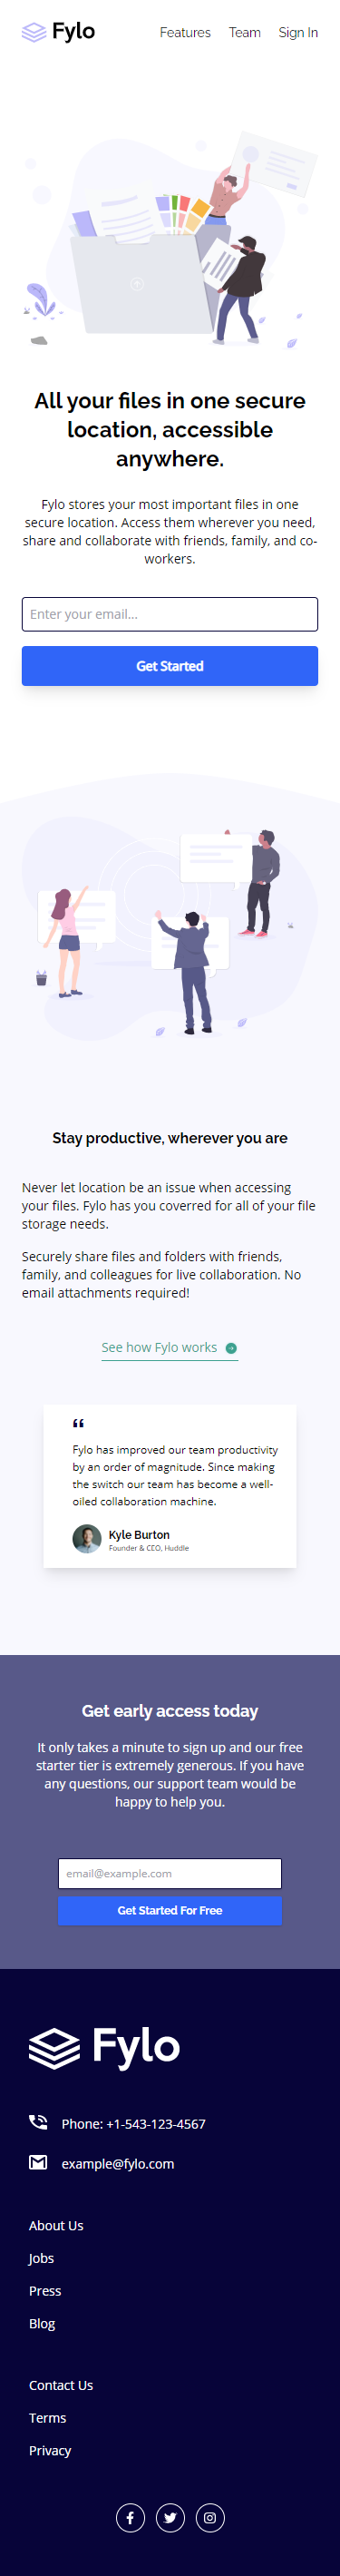 Fylo
Features Team Sign In
All your files in one secure
location, accessible
anywhere.
Fylo stores your most important files in one
secure location. Access them wherever you need,
share and collaborate with friends, family, and co-
workers.
Enter your email...
Get Started
Stay productive, wherever you are
Never let location be an issue when accessing
your files. Fylo has you coverred for all of your file
storage needs.
Securely share files and folders with friends,
family, and colleagues for live collaboration. No
email attachments required!
See how Fylo works
“
Fylo has improved our team productivity
by an order of magnitude. Since making
the switch our team has become a well-
oiled collaboration machine.
Kyle Burton
Founder & CEO, Huddle
Get early access today
It only takes a minute to sign up and our free
starter tier is extremely generous. If you have
any questions, our support team would be
happy to help you.
email@example.com
Get Started For Free
Fylo
Phone: +1-543-123-4567
example@fylo.com
About Us
Jobs
Press
Blog
Contact Us
Terms
Privacy